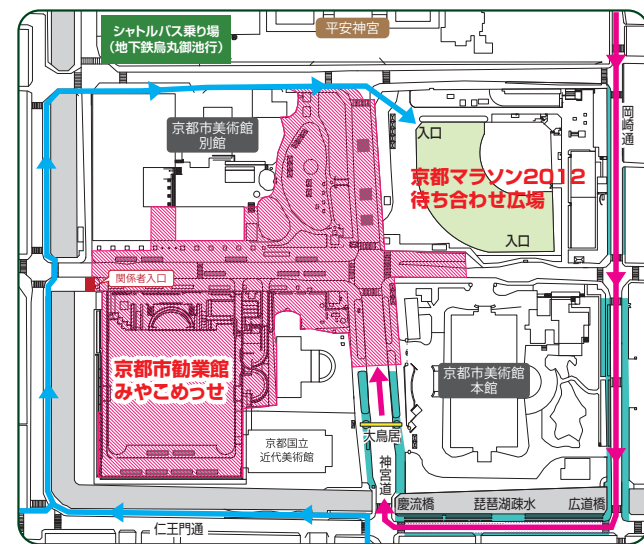 シャトルバス乗り場
（地下鉄烏丸御池行）
平安神宮
岡崎通
京都市美術館
別館
入口
京都マラソン2012
待ち合わせ広場
入口
関係者入口
京都市勧業館
みやこめっせ
京都市美術館
本館
大鳥居
京都国立
近代美術館
神宮道
慶流橋
琵琶湖疎水
広道橋
仁王門通